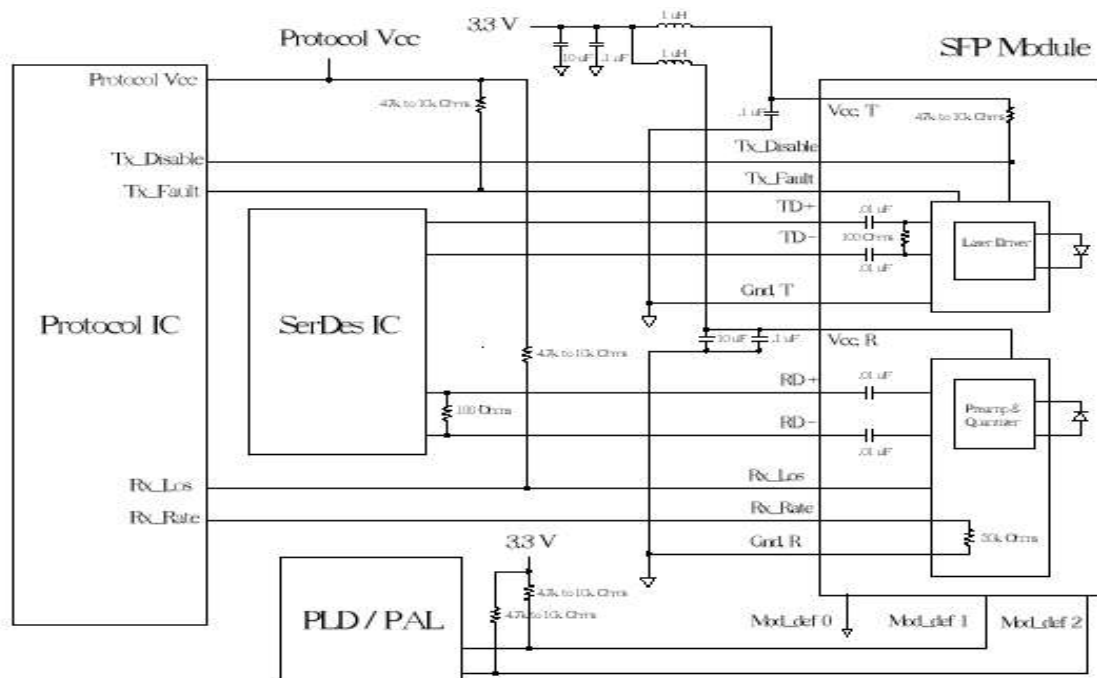 3.3 V
1 uH
Protocol Vcc
SFP Module
10 uF
.1 uF
1 uH
Protocol Vcc
4.7k to 10k Ohms
.1 uF
Vcc, T
4.7k to 10k Ohms
Tx_Disable
Tx_Disable
Tx_Fault
Tx_Fault
TD+
.01 uF
TD-
100 Ohms
Laser Driver
.01 uF
Gnd, T
Protocol IC
SerDes IC
10 uF
.1 uF
Vcc, R
4.7k to 10k Ohms
RD+
.01 uF
100 Ohms
Preamp &
Quantizer
RD-
.01 uF
Rx_Los
Rx_Los
Rx_Rate
Rx_Rate
Gnd, R
30k Ohms
3.3 V
4.7k to 10k Ohms
4.7k to 10k Ohms
PLD / PAL
Mod_def 0
Mod_def 1
Mod_def 2